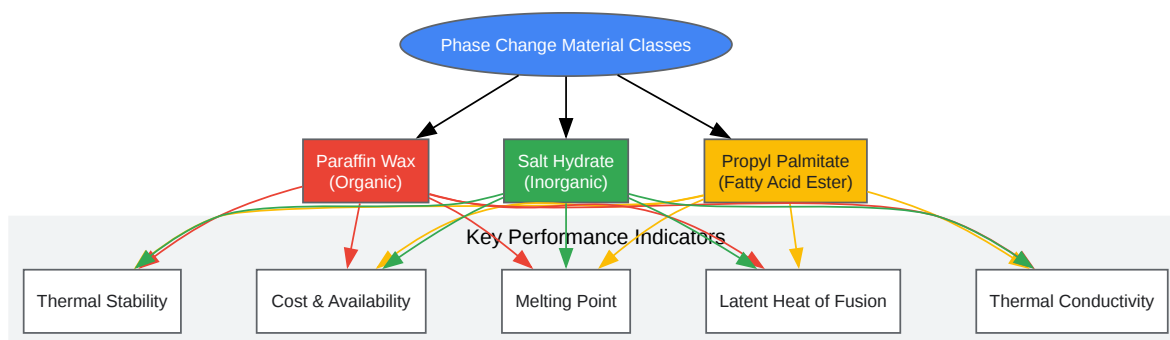 Phase Change Material Classes
Paraffin Wax
(Organic)
Salt Hydrate
(Inorganic)
Propyl Palmitate
(Fatty Acid Ester)
Key Performance Indicators
Thermal Stability
Cost & Availability
Melting Point
Latent Heat of Fusion
Thermal Conductivity